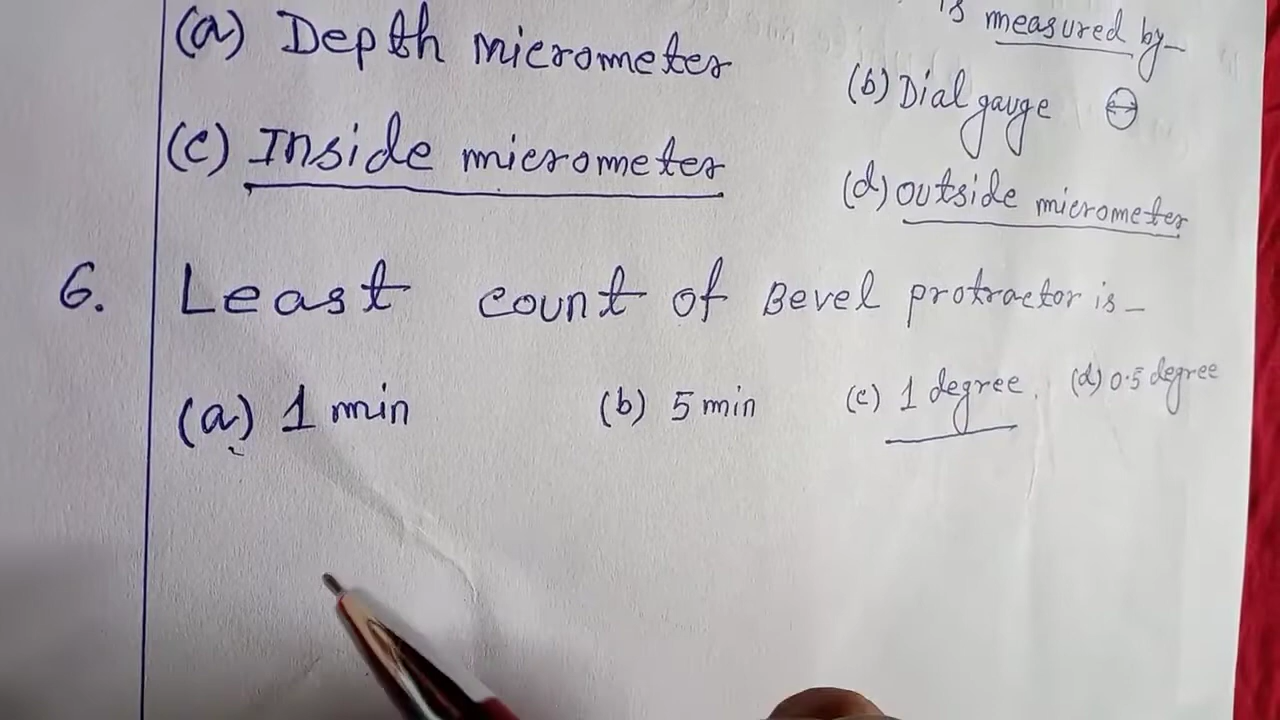 is measured by-
(a) Depth micrometer
(b) Dial gauge
(c) Inside micrometer
(d) outside micrometer
6. Least count of Bevel protractor is-
(a) 1 min (b) 5 min (c) 1 degree. (d) 0.5 degree